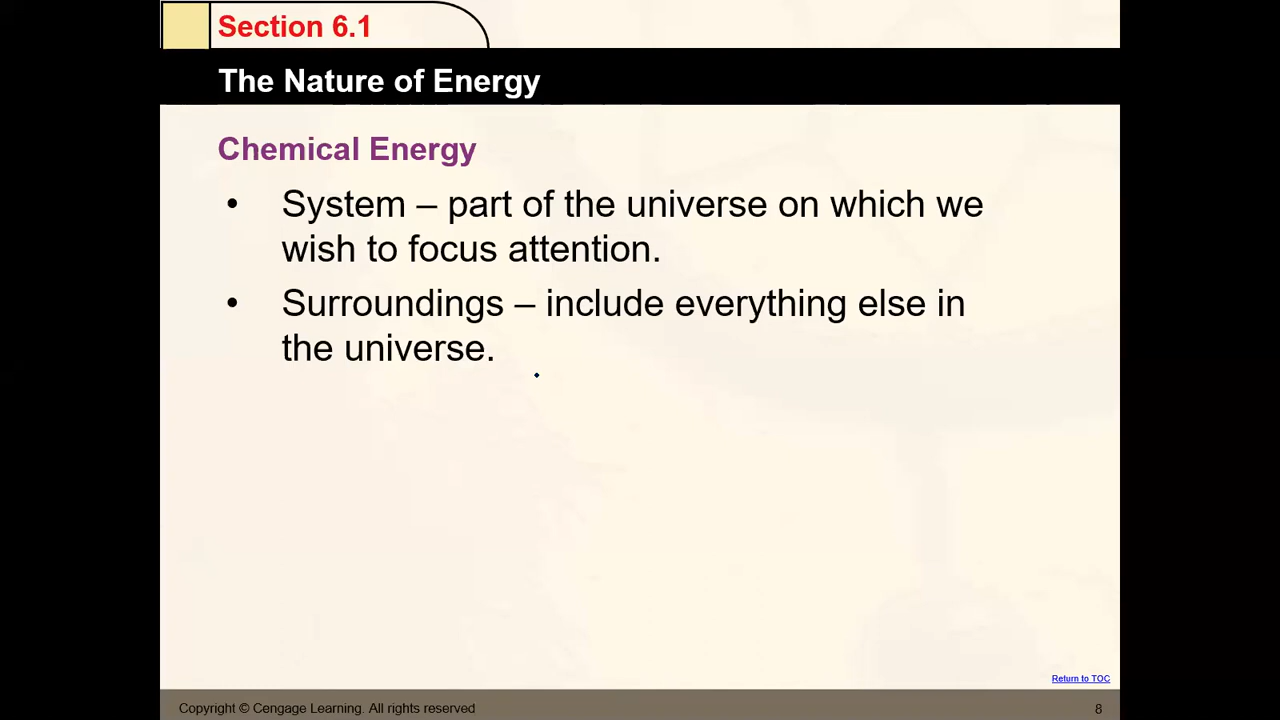 Section 6.1
The Nature of Energy
Chemical Energy
• System – part of the universe on which we
wish to focus attention.
• Surroundings – include everything else in
the universe.
Return to TOC
Copyright © Cengage Learning. All rights reserved
8